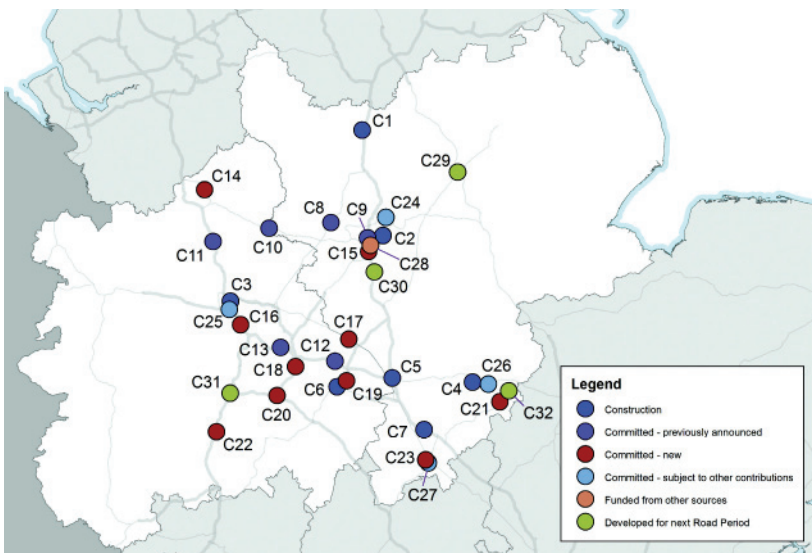 C1
C29
C14
C24
C8
C9
C2
C10
C11
C15
C28
C30
C3
C16
C17
C25
C12
C13
C5
C26
C18
C4
C31
C6
C19
C32
C20
C21
C7
C22
C23
C27
Legend
Construction
Committed - previously announced
Committed - new
Committed - subject to other contributions
Funded from other sources
Developed for next Road Period